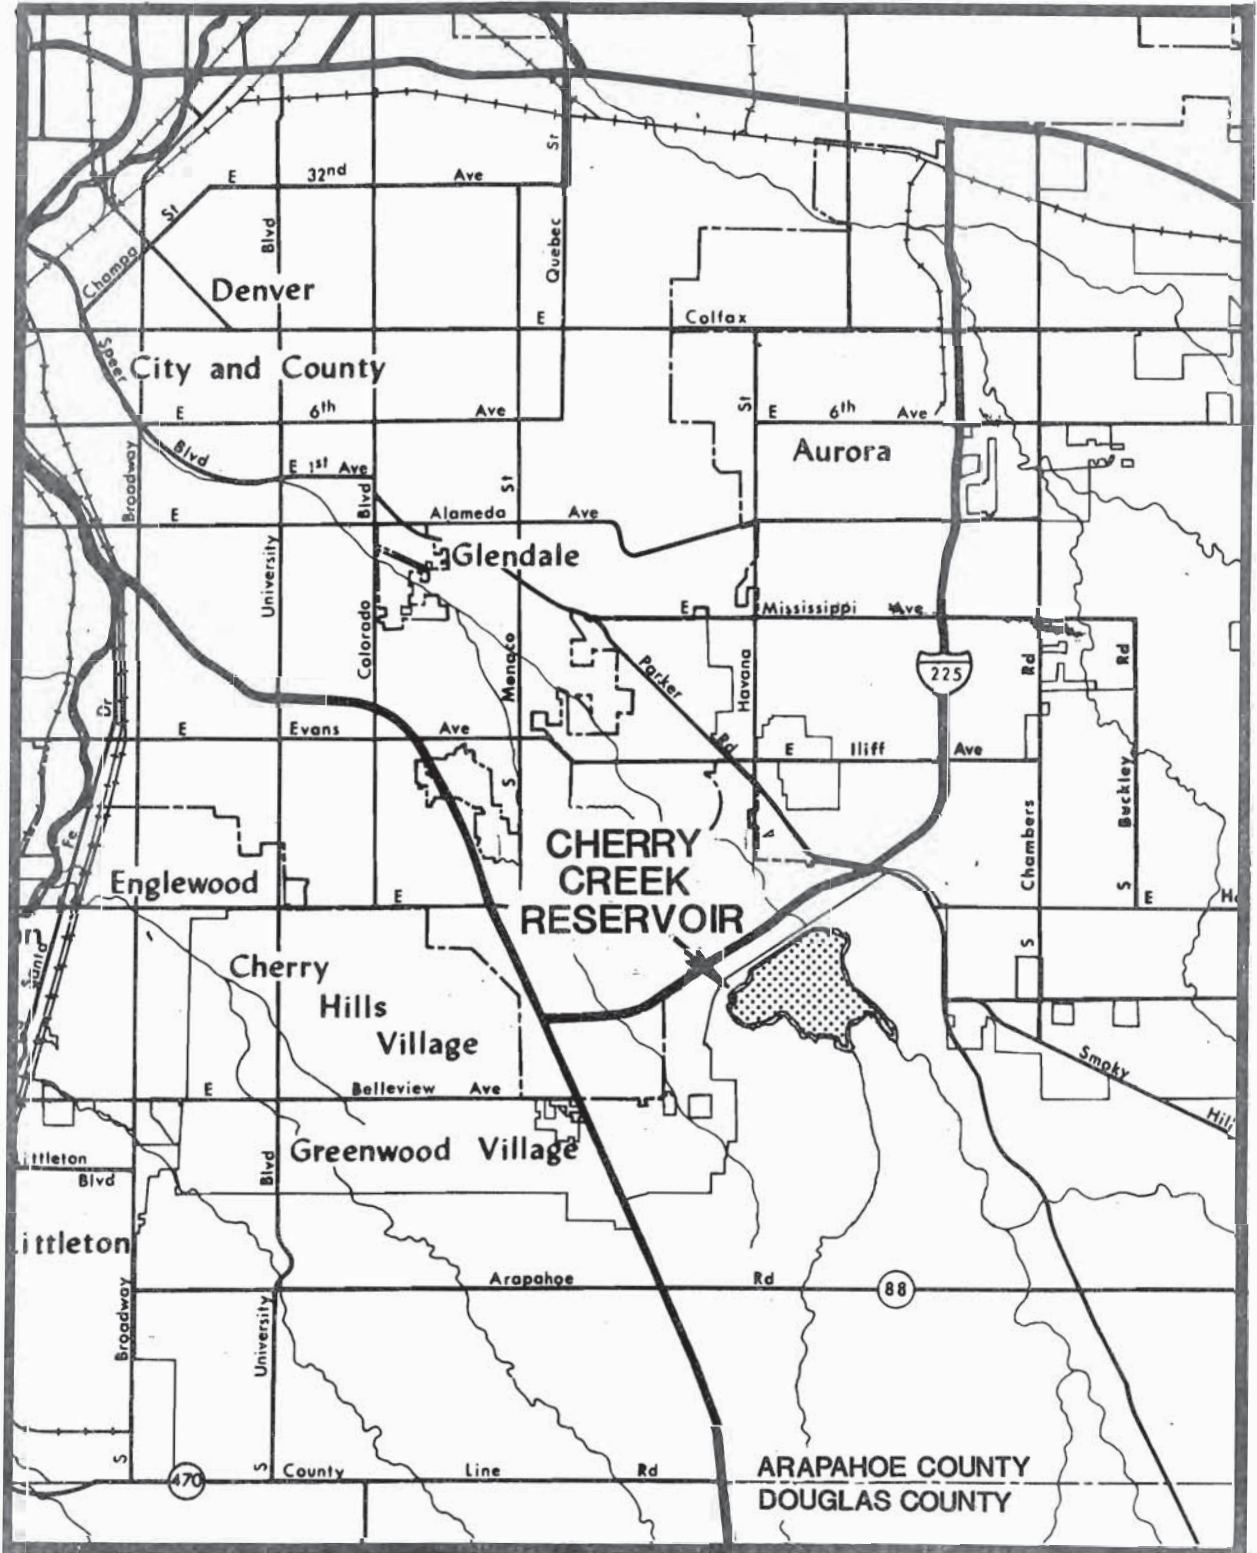 E 32nd Ave
St
Quebec
Blvd
Champa St
Denver
E Colfax
Speer
City and County
E 6th Ave
St
E 6th Ave
Blvd
Broadway
Aurora
E 1st Ave
St
Blvd
E Alameda Ave
University
Glendale
E Mississippi Ave
Colorado
Monaco
Parker
Havana
225
Rd
Rd
Dr
E Evans Ave
Rd
E Iliff Ave
S
Buckley
Fe
CHERRY
CREEK
RESERVOIR
Chambers
Englewood
E
S
E
S
Santa
Cherry
Hills
Village
Smoky
Hill
E Belleview Ave
Greenwood Village
ittleton
Blvd
Blvd
ittleton
Arapahoe Rd
88
Broadway
University
S
S
470
County Line Rd
ARAPAHOE COUNTY
DOUGLAS COUNTY